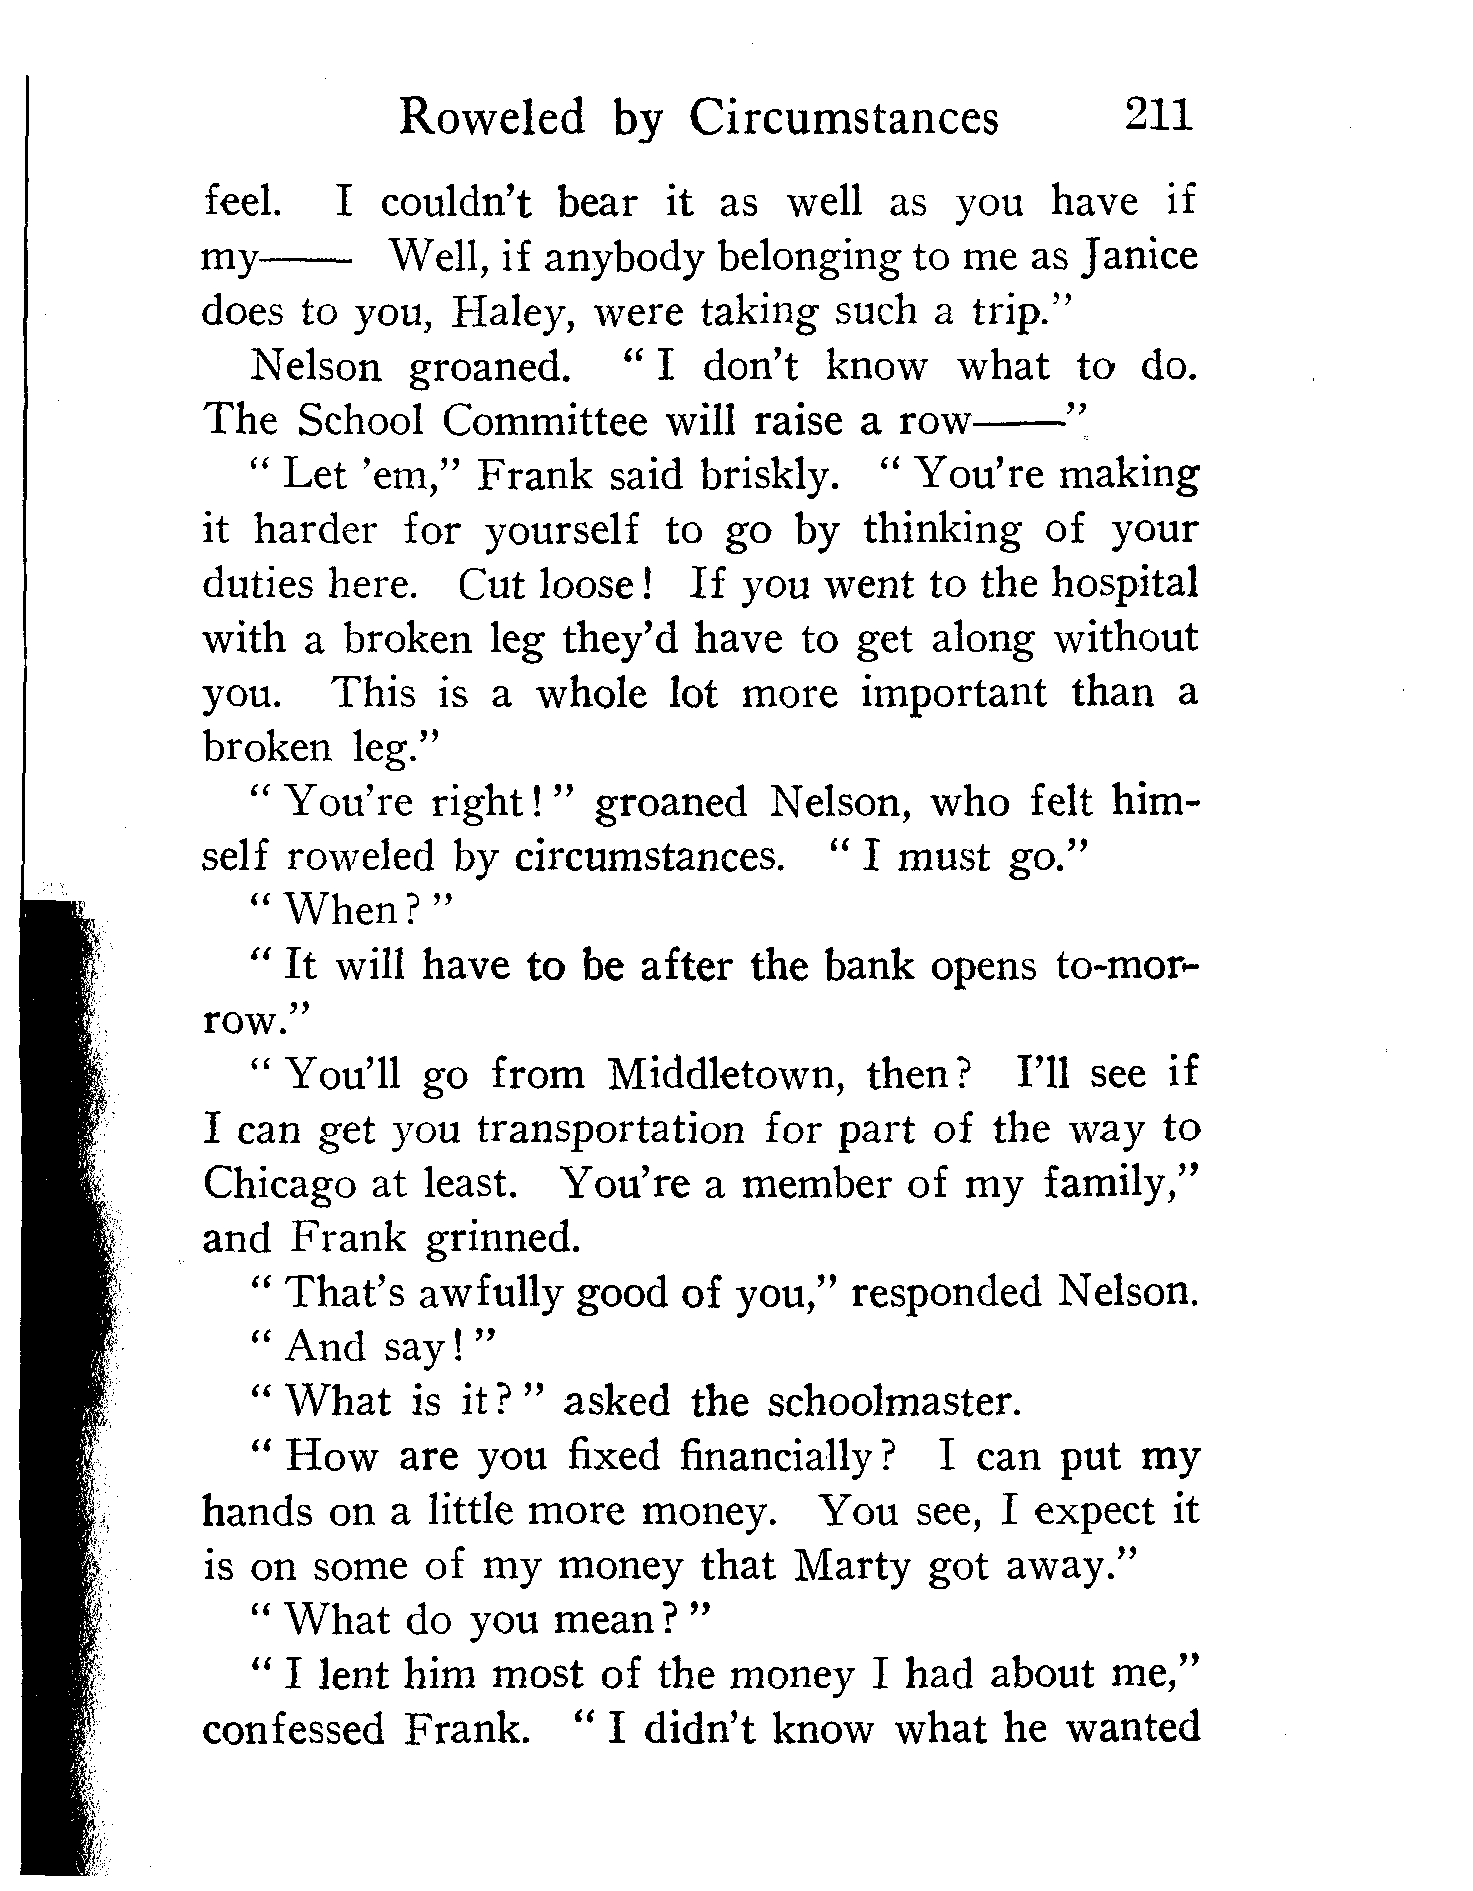 Roweled by Circumstances 211
feel. I couldn't bear it as well as you have if
my—— Well, if anybody belonging to me as Janice
does to you, Haley, were taking such a trip."
Nelson groaned. " I don't know what to do.
The School Committee will raise a row——"
" Let 'em," Frank said briskly. " You're making
it harder for yourself to go by thinking of your
duties here. Cut loose! If you went to the hospital
with a broken leg they'd have to get along without
you. This is a whole lot more important than a
broken leg."
" You're right! " groaned Nelson, who felt him-
self roweled by circumstances. " I must go."
" When? "
" It will have to be after the bank opens to-mor-
row."
" You'll go from Middletown, then? I'll see if
I can get you transportation for part of the way to
Chicago at least. You're a member of my family,"
and Frank grinned.
" That's awfully good of you," responded Nelson.
" And say! "
" What is it? " asked the schoolmaster.
" How are you fixed financially? I can put my
hands on a little more money. You see, I expect it
is on some of my money that Marty got away."
" What do you mean? "
" I lent him most of the money I had about me,"
confessed Frank. " I didn't know what he wanted